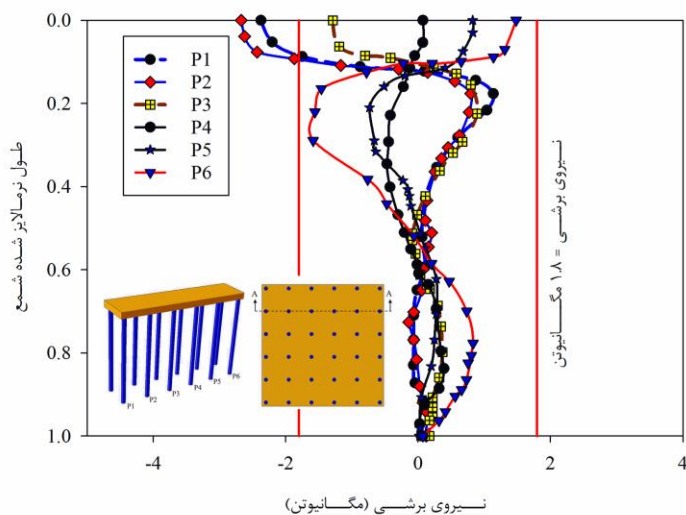 0.0
0.2
0.4
0.6
0.8
1.0
طول نرمالایز شده شمع
P1
P2
P3
P4
P5
P6
نیروی برشی = ۱.۸ مگانیوتن
A
A
P1
P2
P3
P4
P5
P6
-4
-2
0
2
4
نیروی برشی (مگانیوتن)